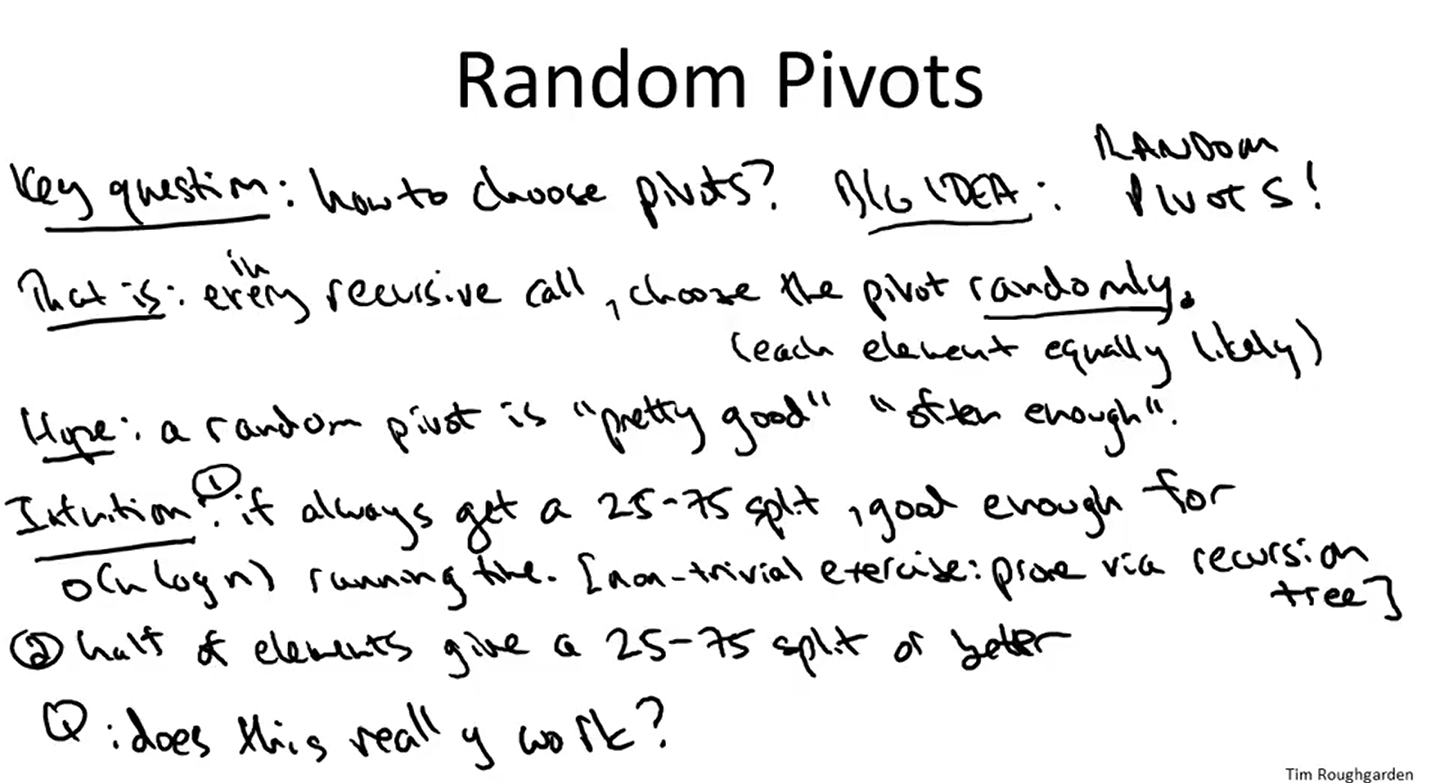 Random Pivots
Key question: how to choose pivots? BIG IDEA: RANDOM PIVOTS!
That is: in every recursive call, choose the pivot randomly.
(each element equally likely)
Hope: a random pivot is "pretty good" "often enough".
Intuition: ① if always get a 25-75 split, good enough for
O(n log n) running time. [non-trivial exercise: prove via recursion tree]
② half of elements give a 25-75 split or better
Q: does this really work?
Tim Roughgarden